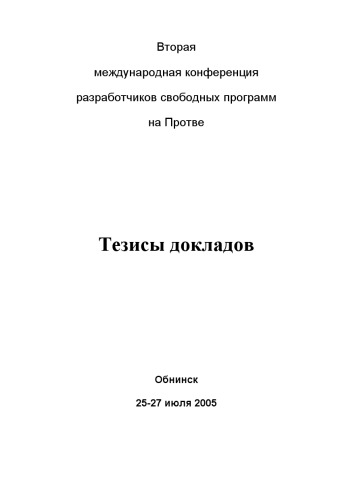 Вторая
международная конференция
разработчиков свободных программ
на Протве
Тезисы докладов
Обнинск
25-27 июля 2005